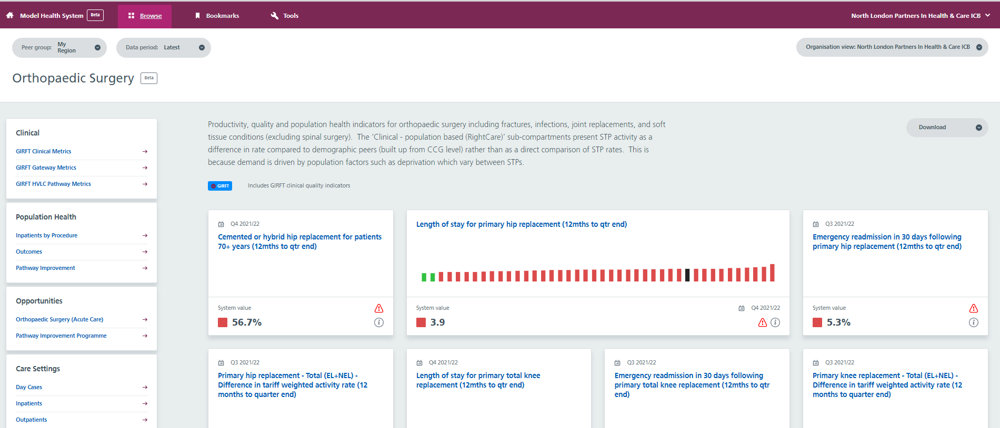 Model Health System Beta Browse Bookmarks Tools North London Partners In Health & Care ICB
Peer group: My Region Data period: Latest Organisation view: North London Partners In Health & Care ICB
Orthopaedic Surgery Beta
Clinical
GIRFT Clinical Metrics
GIRFT Gateway Metrics
GIRFT HVLC Pathway Metrics
Population Health
Inpatients by Procedure
Outcomes
Pathway Improvement
Opportunities
Orthopaedic Surgery (Acute Care)
Pathway Improvement Programme
Care Settings
Day Cases
Inpatients
Outpatients
Productivity, quality and population health indicators for orthopaedic surgery including fractures, infections, joint replacements, and soft
tissue conditions (excluding spinal surgery). The ‘Clinical - population based (RightCare)’ sub-compartments present STP activity as a
difference in rate compared to demographic peers (built up from CCG level) rather than as a direct comparison of STP rates. This is
because demand is driven by population factors such as deprivation which vary between STPs.
Download
GIRFT Includes GIRFT clinical quality indicators
Q4 2021/22
Cemented or hybrid hip replacement for patients
70+ years (12mths to qtr end)
System value
56.7%
Length of stay for primary hip replacement (12mths to qtr end)
System value
Q4 2021/22
3.9
Q3 2021/22
Emergency readmission in 30 days following
primary hip replacement (12mths to qtr end)
System value
5.3%
Q3 2021/22
Primary hip replacement - Total (EL+NEL) -
Difference in tariff weighted activity rate (12
months to quarter end)
Q4 2021/22
Length of stay for primary total knee
replacement (12mths to qtr end)
Q3 2021/22
Emergency readmission in 30 days following
primary total knee replacement (12mths to qtr
end)
Q3 2021/22
Primary knee replacement - Total (EL+NEL) -
Difference in tariff weighted activity rate (12
months to quarter end)